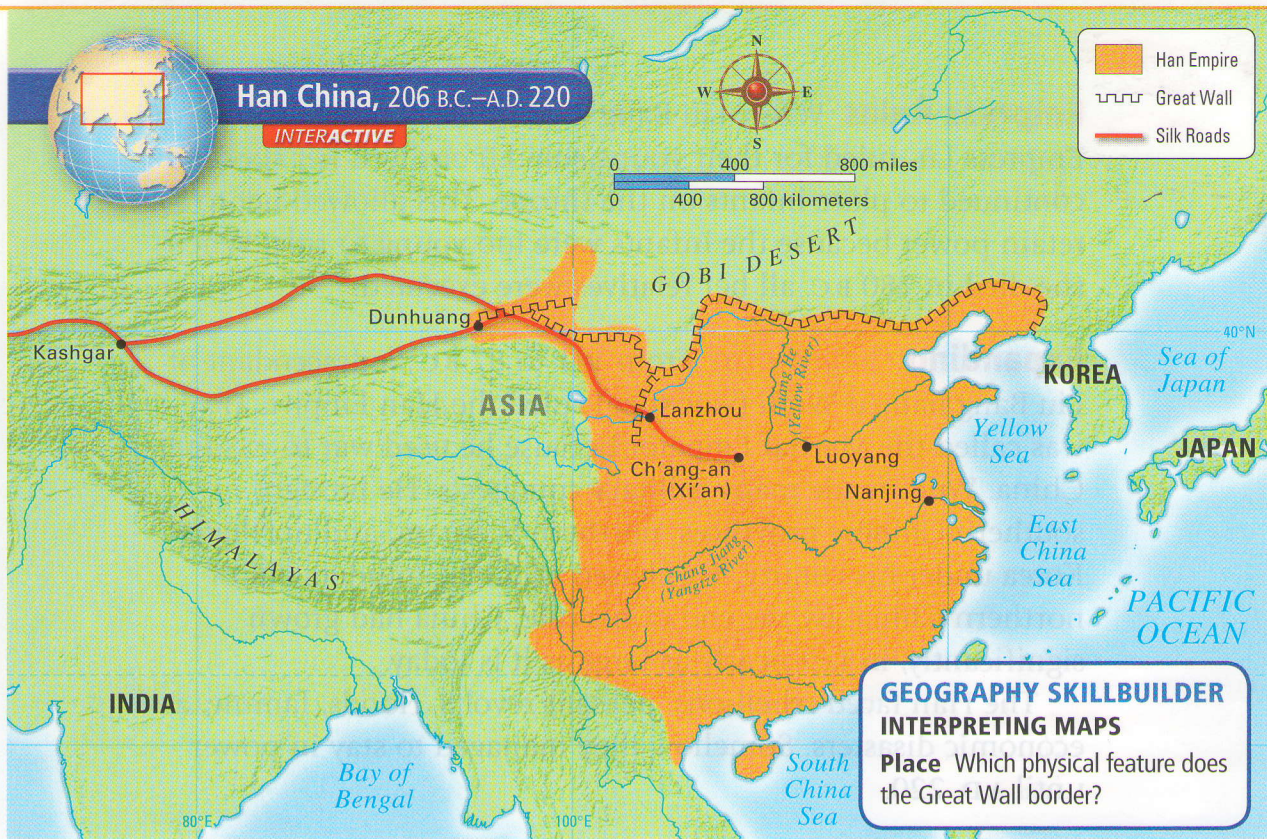 Han China, 206 B.C.–A.D. 220
INTERACTIVE
N
W
E
S
0 400 800 miles
0 400 800 kilometers
Han Empire
Great Wall
Silk Roads
GOBI DESERT
Dunhuang
Kashgar
40°N
Sea of
Japan
KOREA
ASIA
Huang He
(Yellow River)
Lanzhou
Yellow
Sea
JAPAN
Luoyang
Ch'ang-an
(Xi'an)
Nanjing
HIMALAYAS
East
China
Sea
Chang Jiang
(Yangtze River)
PACIFIC
OCEAN
INDIA
Bay of
Bengal
South
China
Sea
80°E
100°E
GEOGRAPHY SKILLBUILDER
INTERPRETING MAPS
Place Which physical feature does
the Great Wall border?